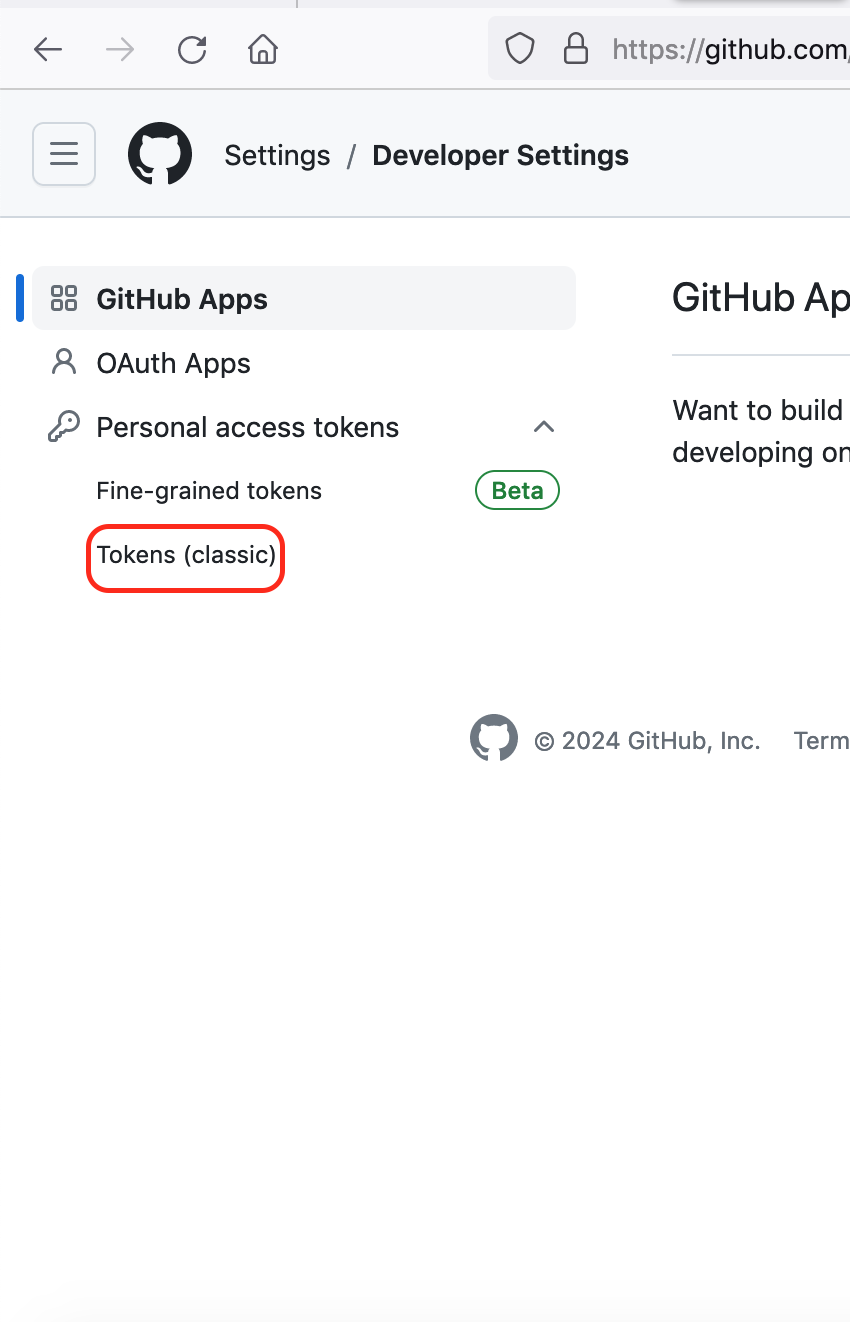 https://github.com/
Settings / Developer Settings
GitHub Apps
OAuth Apps
Personal access tokens
Fine-grained tokens Beta
Tokens (classic)
GitHub Ap
Want to build
developing on
© 2024 GitHub, Inc. Term